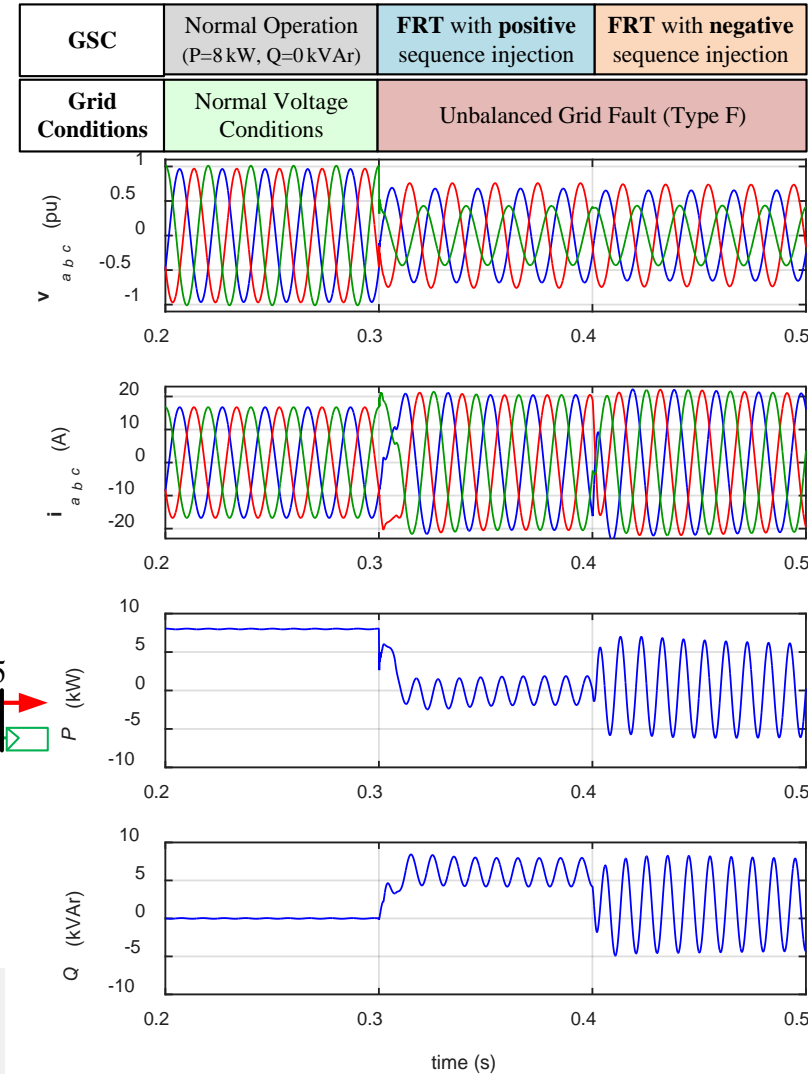 GSC
Normal Operation
(P=8 kW, Q=0 kVAr)
FRT with positive
sequence injection
FRT with negative
sequence injection
Grid
Conditions
Normal Voltage
Conditions
Unbalanced Grid Fault (Type F)
v a b c (pu)
1
0.5
0
-0.5
-1
0.2 0.3 0.4 0.5
i a b c (A)
20
10
0
-10
-20
0.2 0.3 0.4 0.5
P (kW)
10
5
0
-5
-10
0.2 0.3 0.4 0.5
Q (kVAr)
10
5
0
-5
-10
0.2 0.3 0.4 0.5
time (s)